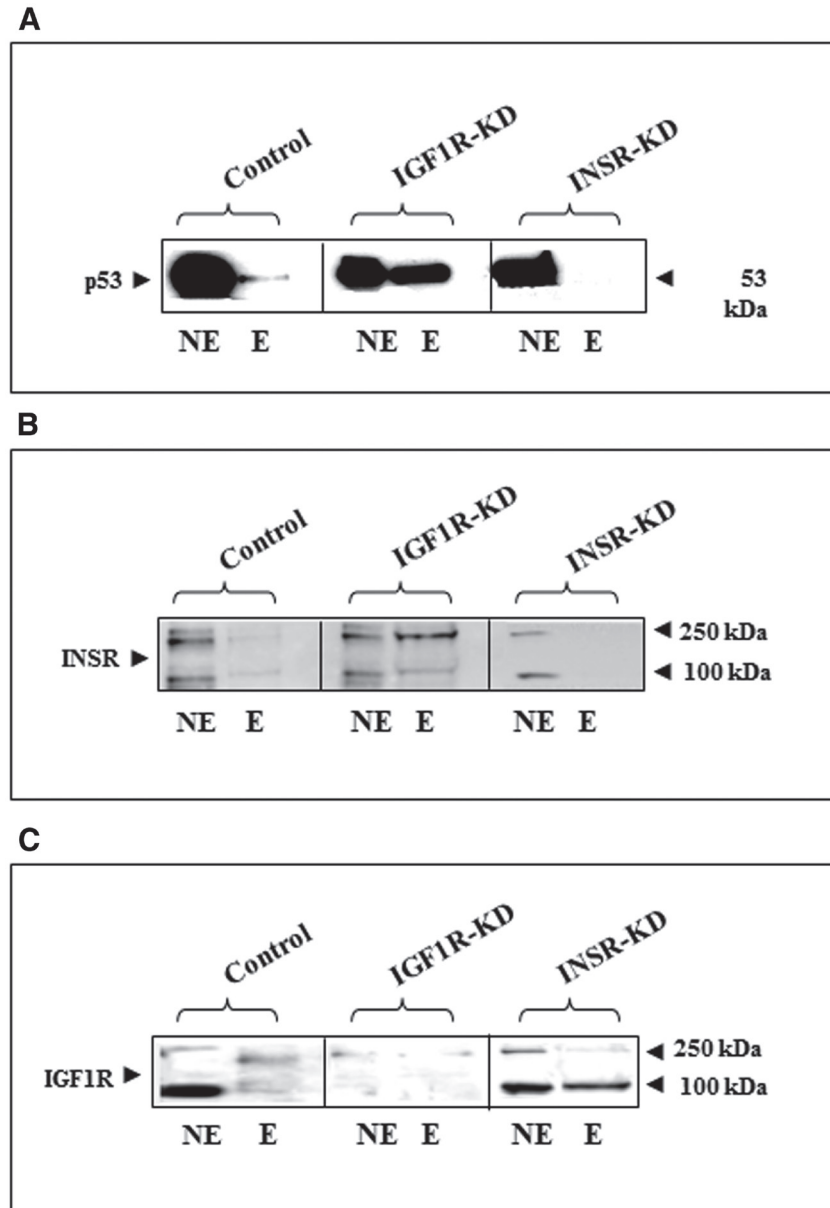 A
Control IGF1R-KD INSR-KD
p53 ◄ 53
kDa
NE E NE E NE E
B
Control IGF1R-KD INSR-KD
250 kDa
INSR
100 kDa
NE E NE E NE E
C
Control IGF1R-KD INSR-KD
250 kDa
IGF1R
100 kDa
NE E NE E NE E